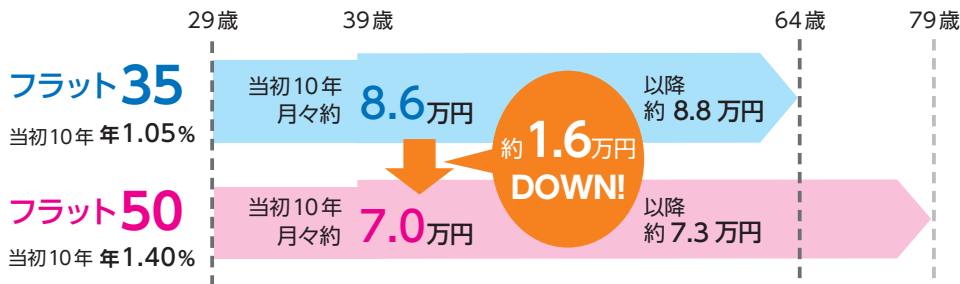 29歳 39歳 64歳 79歳
フラット35
当初10年 年1.05%
当初10年
月々約 8.6万円
以降
約 8.8万円
約1.6万円
DOWN!
フラット50
当初10年 年1.40%
当初10年
月々約 7.0万円
以降
約7.3万円